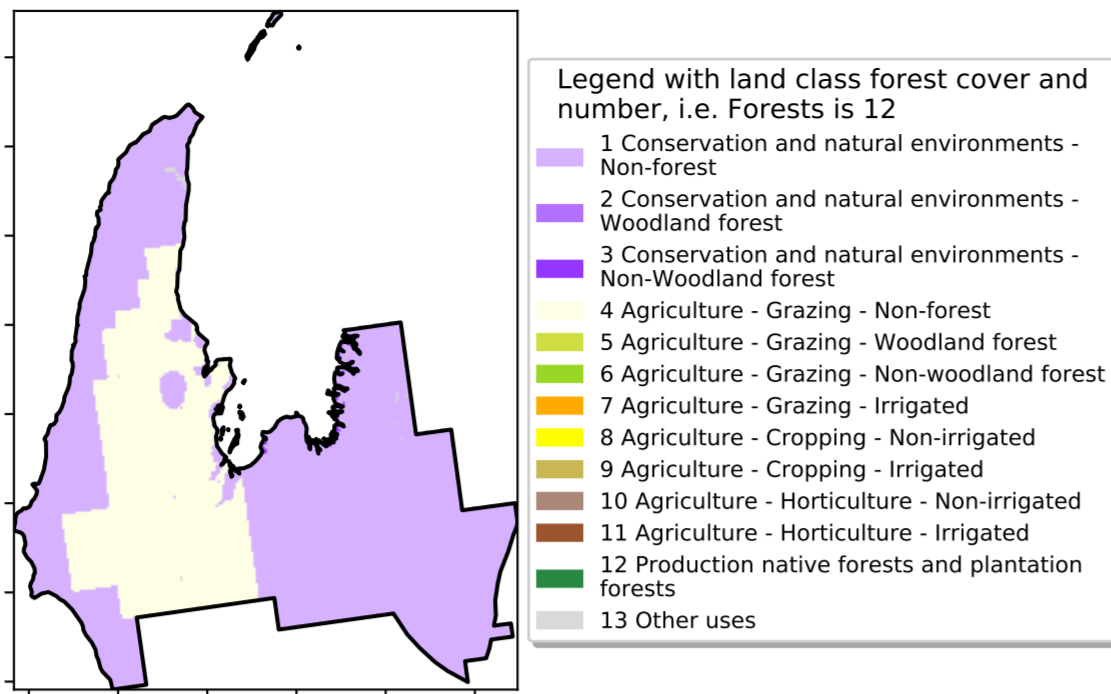 Legend with land class forest cover and
number, i.e. Forests is 12
1 Conservation and natural environments -
Non-forest
2 Conservation and natural environments -
Woodland forest
3 Conservation and natural environments -
Non-Woodland forest
4 Agriculture - Grazing - Non-forest
5 Agriculture - Grazing - Woodland forest
6 Agriculture - Grazing - Non-woodland forest
7 Agriculture - Grazing - Irrigated
8 Agriculture - Cropping - Non-irrigated
9 Agriculture - Cropping - Irrigated
10 Agriculture - Horticulture - Non-irrigated
11 Agriculture - Horticulture - Irrigated
12 Production native forests and plantation
forests
13 Other uses